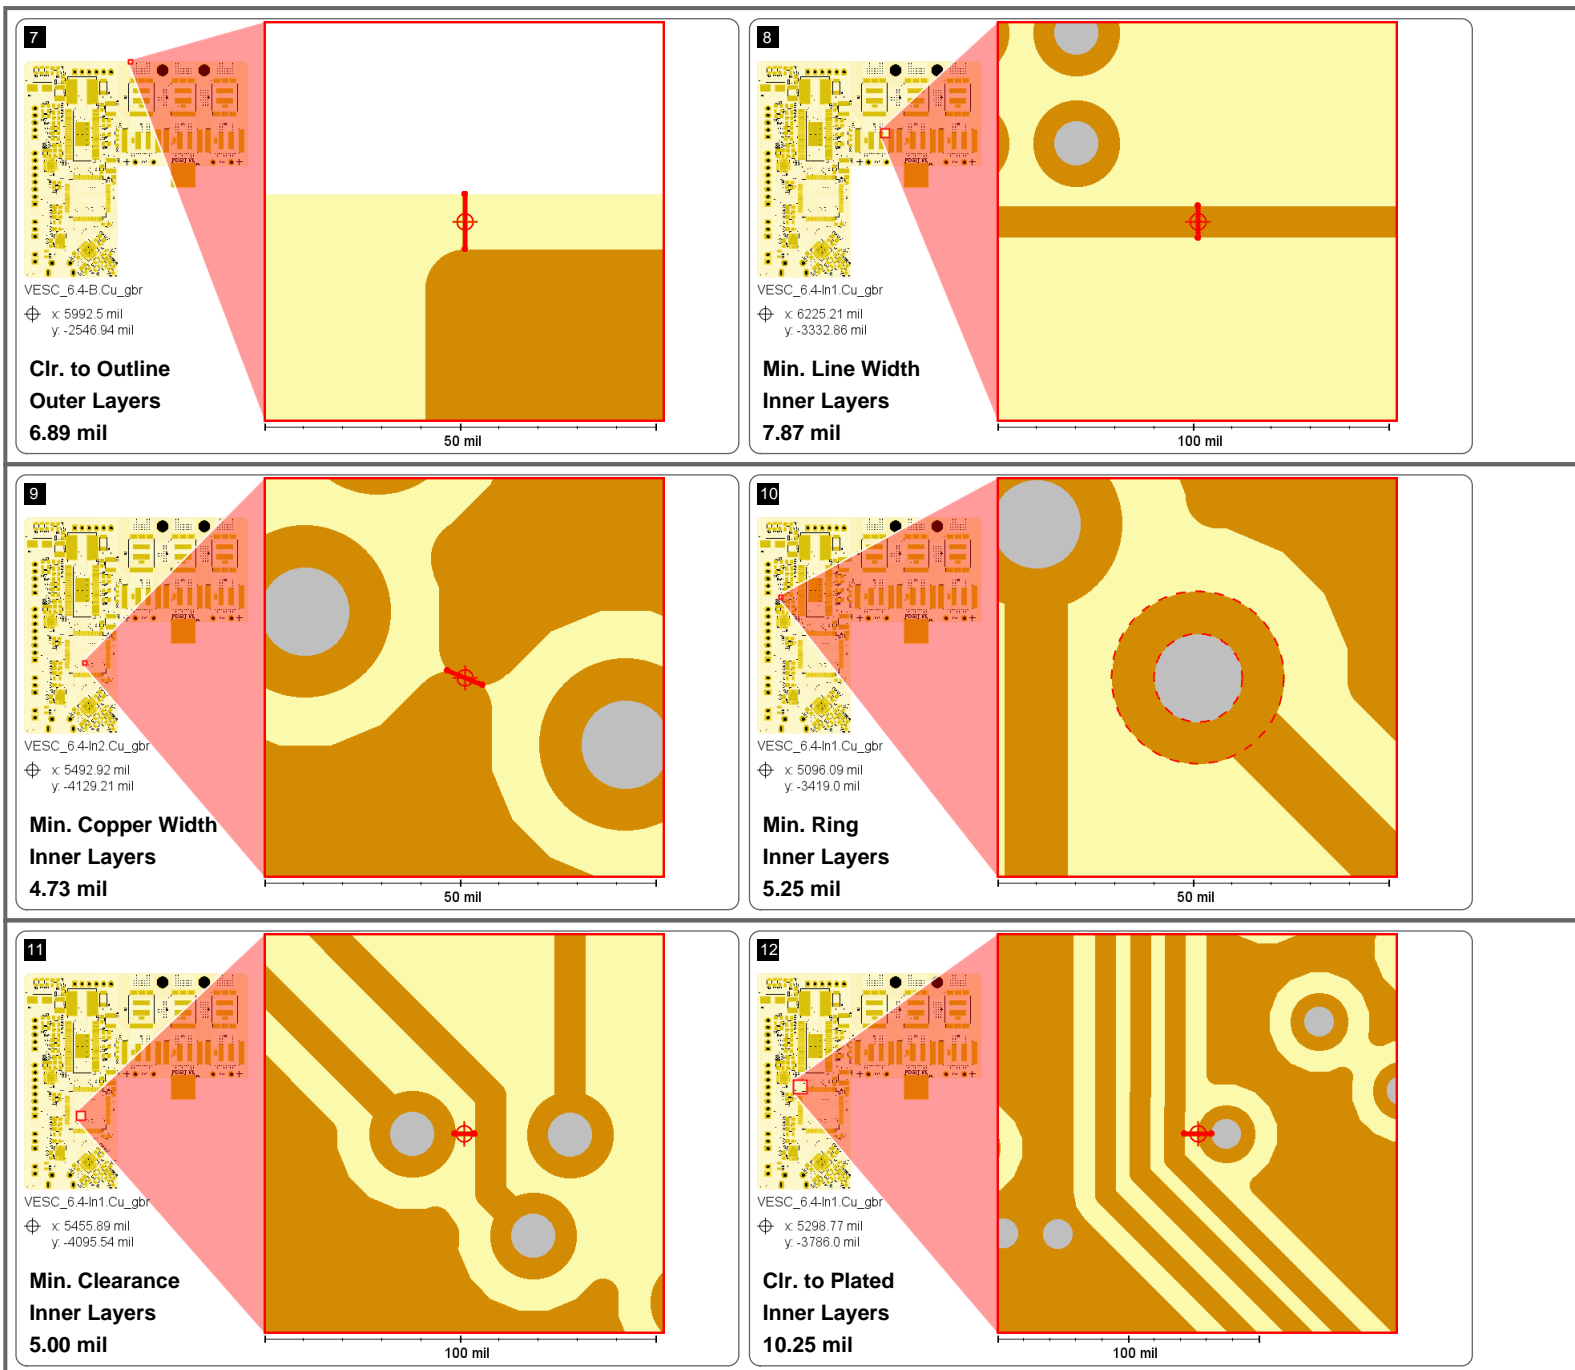 7
VESC_6.4-B.Cu_gbr
x: 5992.5 mil
y: -2546.94 mil
Clr. to Outline
Outer Layers
6.89 mil
50 mil
8
VESC_6.4-In1.Cu_gbr
x: 6225.21 mil
y: -3332.86 mil
Min. Line Width
Inner Layers
7.87 mil
100 mil
9
VESC_6.4-In2.Cu_gbr
x: 5492.92 mil
y: -4129.21 mil
Min. Copper Width
Inner Layers
4.73 mil
50 mil
10
VESC_6.4-In1.Cu_gbr
x: 5096.09 mil
y: -3419.0 mil
Min. Ring
Inner Layers
5.25 mil
50 mil
11
VESC_6.4-In1.Cu_gbr
x: 5455.89 mil
y: -4095.54 mil
Min. Clearance
Inner Layers
5.00 mil
100 mil
12
VESC_6.4-In1.Cu_gbr
x: 5298.77 mil
y: -3786.0 mil
Clr. to Plated
Inner Layers
10.25 mil
100 mil